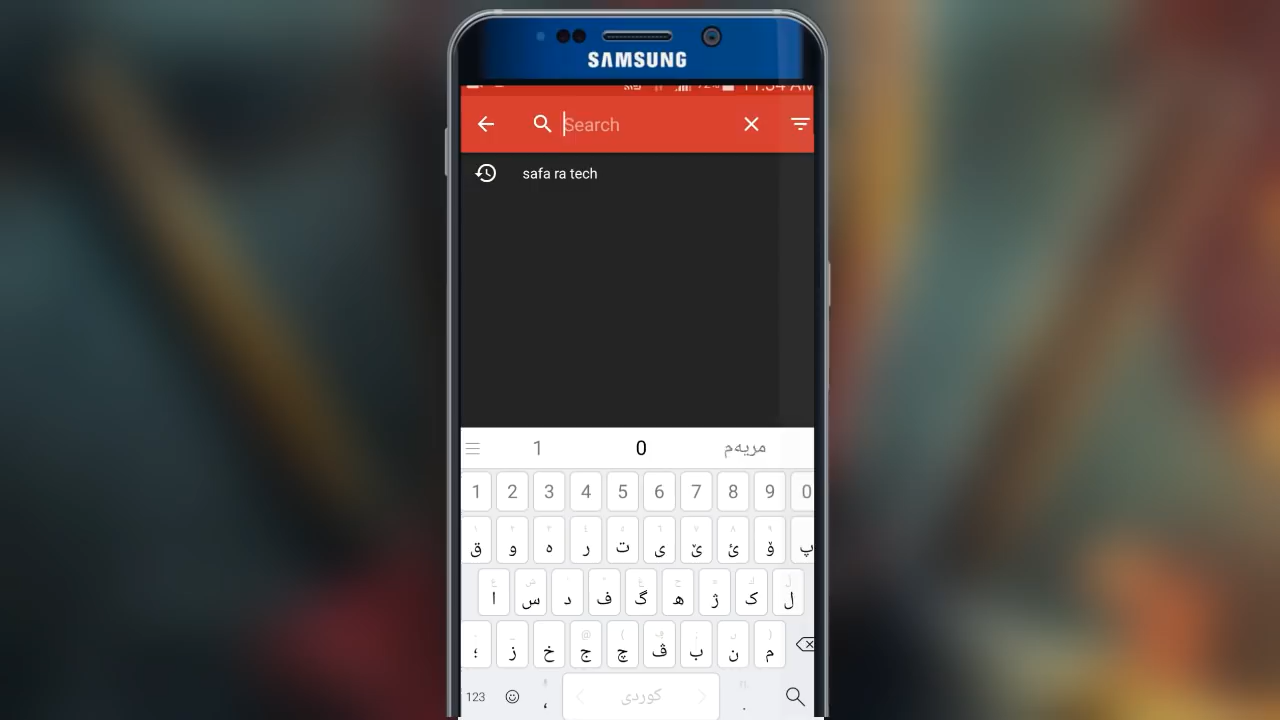 SAMSUNG
Search
safa ra tech
1 0 مریەم
1 2 3 4 5 6 7 8 9 0
ق و ە ر ت ی ێ ئ ۆ پ
ا س د ف گ ھ ژ ک ل
؛ ز خ ج چ ڤ ب ن م
123 ، کوردی .